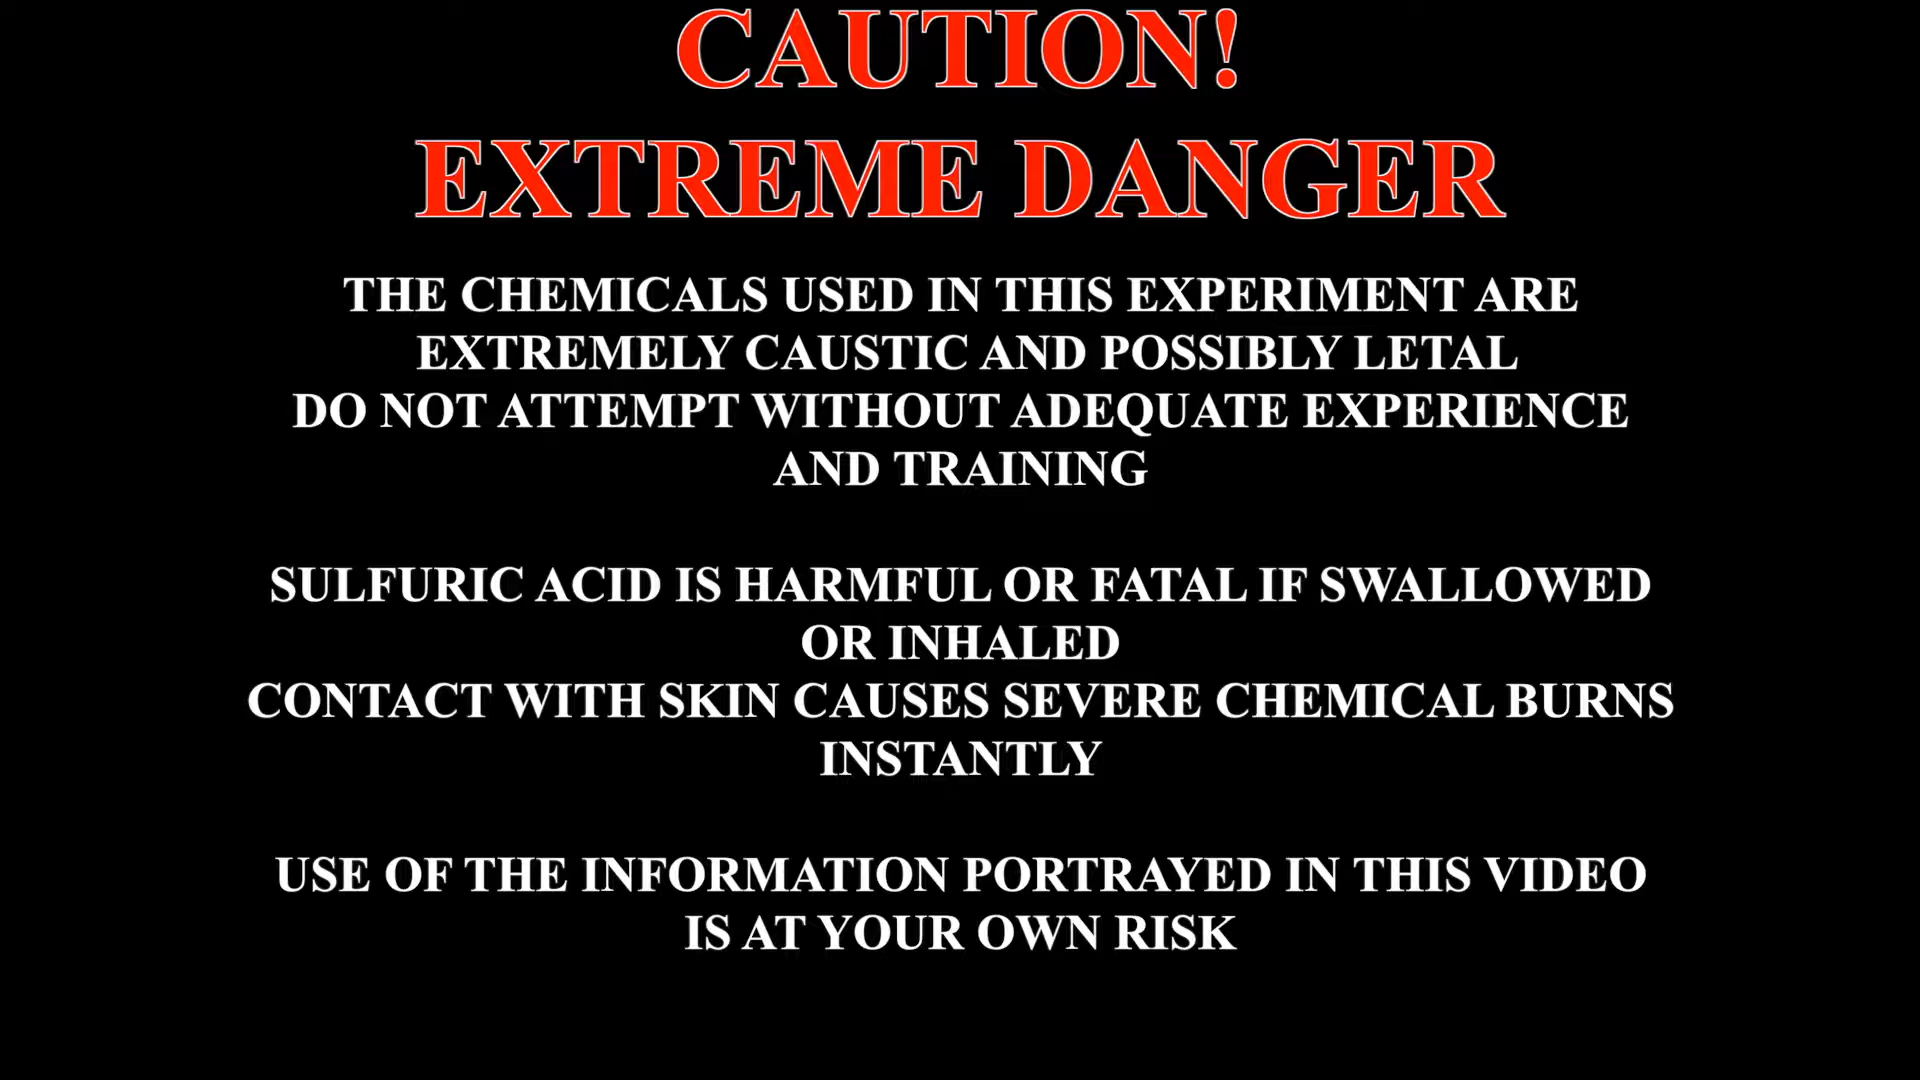 CAUTION!
EXTREME DANGER
THE CHEMICALS USED IN THIS EXPERIMENT ARE
EXTREMELY CAUSTIC AND POSSIBLY LETAL
DO NOT ATTEMPT WITHOUT ADEQUATE EXPERIENCE
AND TRAINING
SULFURIC ACID IS HARMFUL OR FATAL IF SWALLOWED
OR INHALED
CONTACT WITH SKIN CAUSES SEVERE CHEMICAL BURNS
INSTANTLY
USE OF THE INFORMATION PORTRAYED IN THIS VIDEO
IS AT YOUR OWN RISK